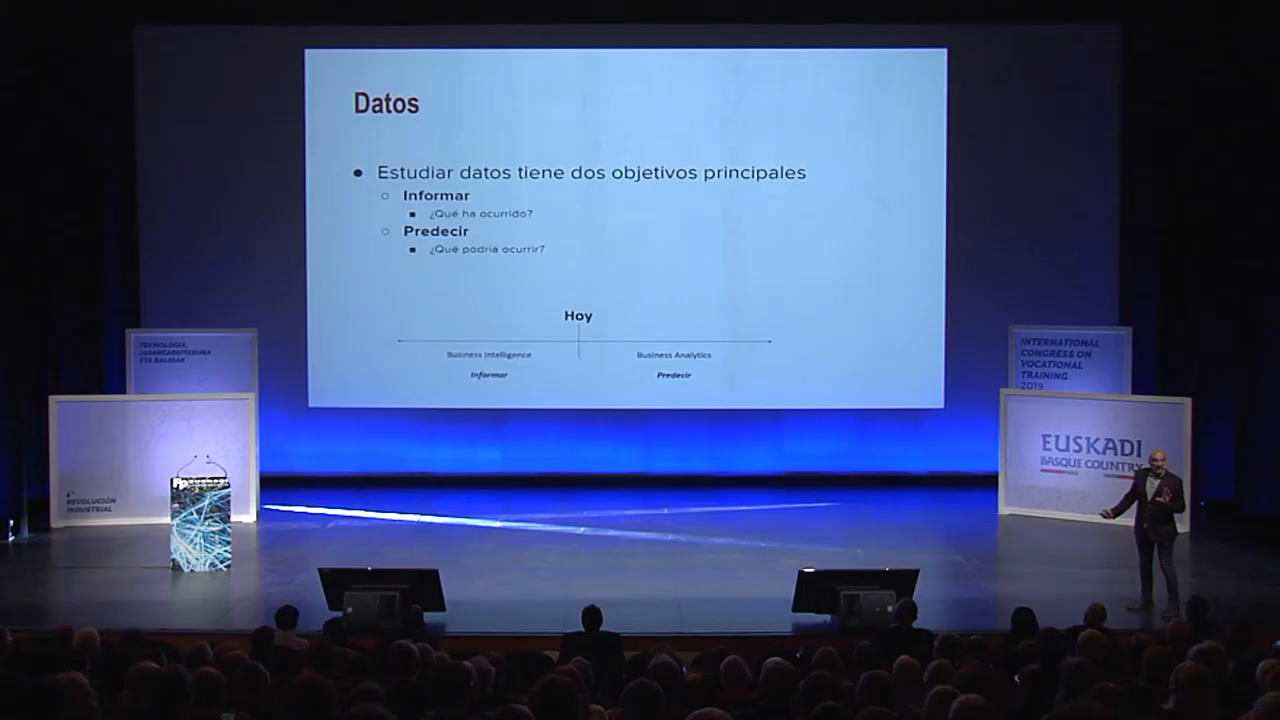 Datos
● Estudiar datos tiene dos objetivos principales
○ Informar
■ ¿Qué ha ocurrido?
○ Predecir
■ ¿Qué podría ocurrir?
Hoy
Business Intelligence
Business Analytics
Informar
Predecir
TEKNOLOGIA,
JASANGARRITASUNA
ETA BALIOAK
INTERNATIONAL
CONGRESS ON
VOCATIONAL
TRAINING
2019
EUSKADI
BASQUE COUNTRY
REVOLUCIÓN
INDUSTRIAL